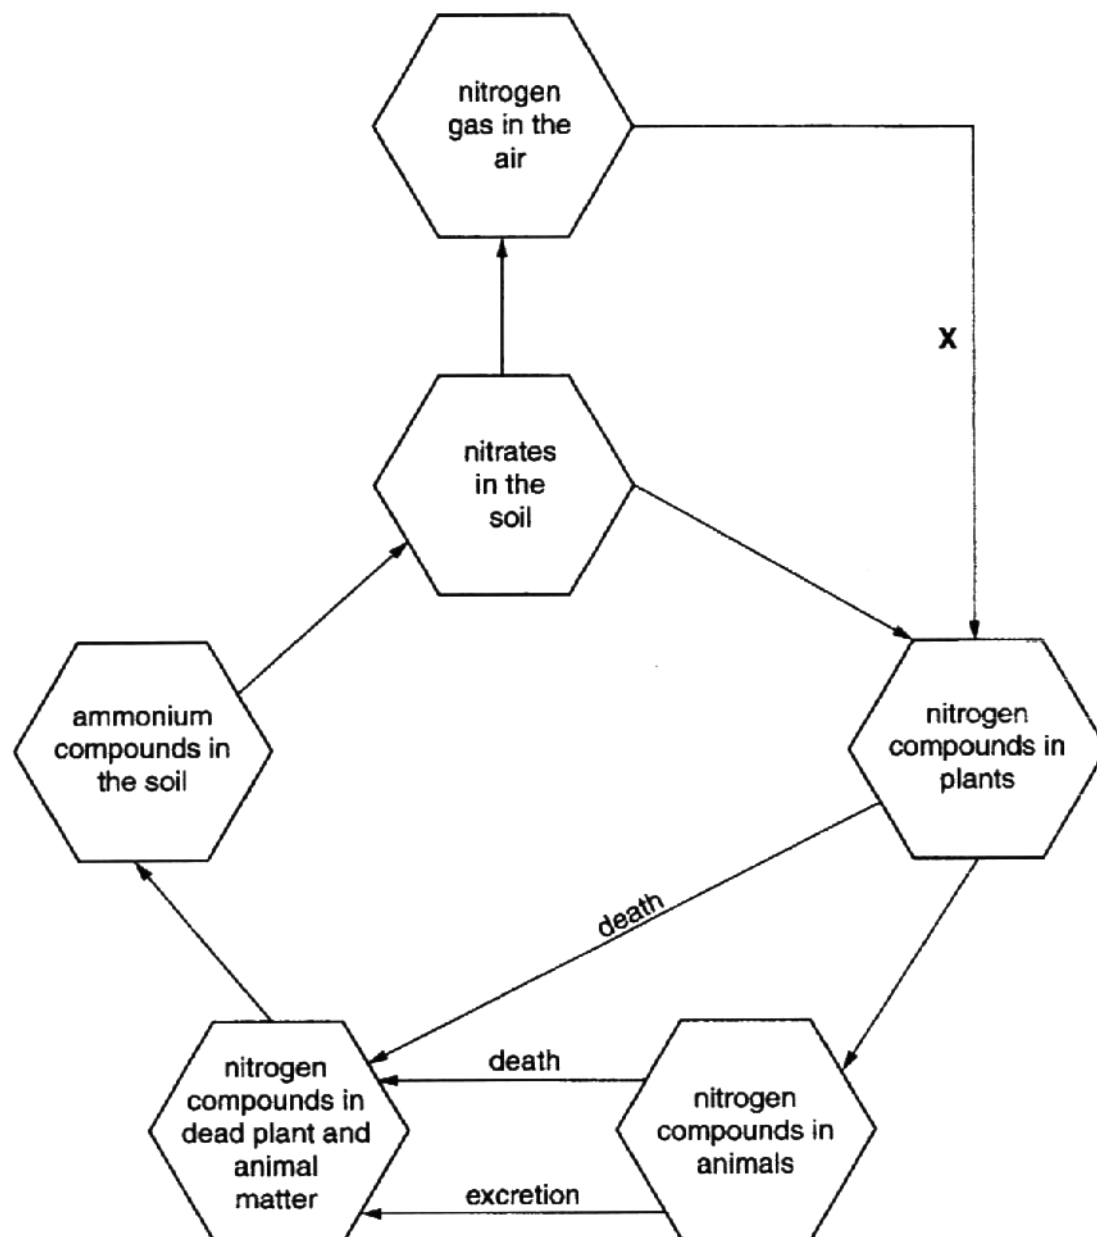 nitrogen
gas in the
air
X
nitrates
in the
soil
ammonium
compounds in
the soil
nitrogen
compounds in
plants
death
nitrogen
compounds in
dead plant and
animal
matter
death
excretion
nitrogen
compounds in
animals